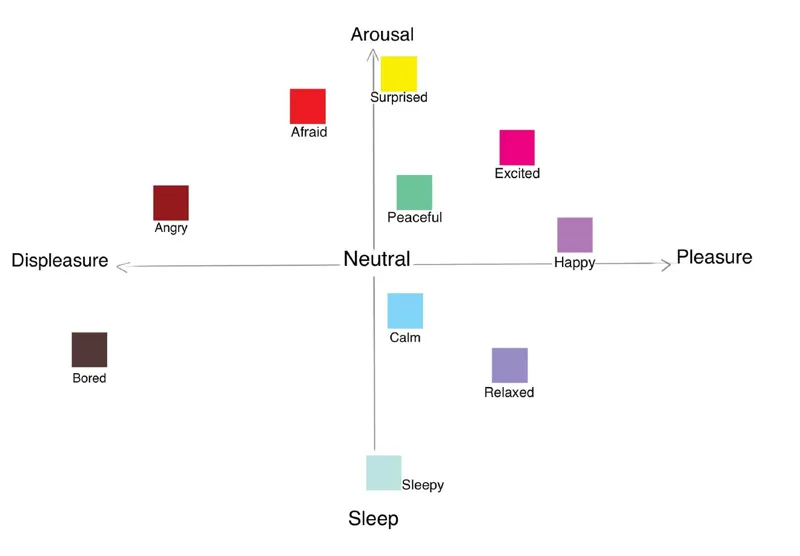 Arousal
Surprised
Afraid
Excited
Peaceful
Angry
Displeasure
Neutral
Happy
Pleasure
Calm
Bored
Relaxed
Sleepy
Sleep